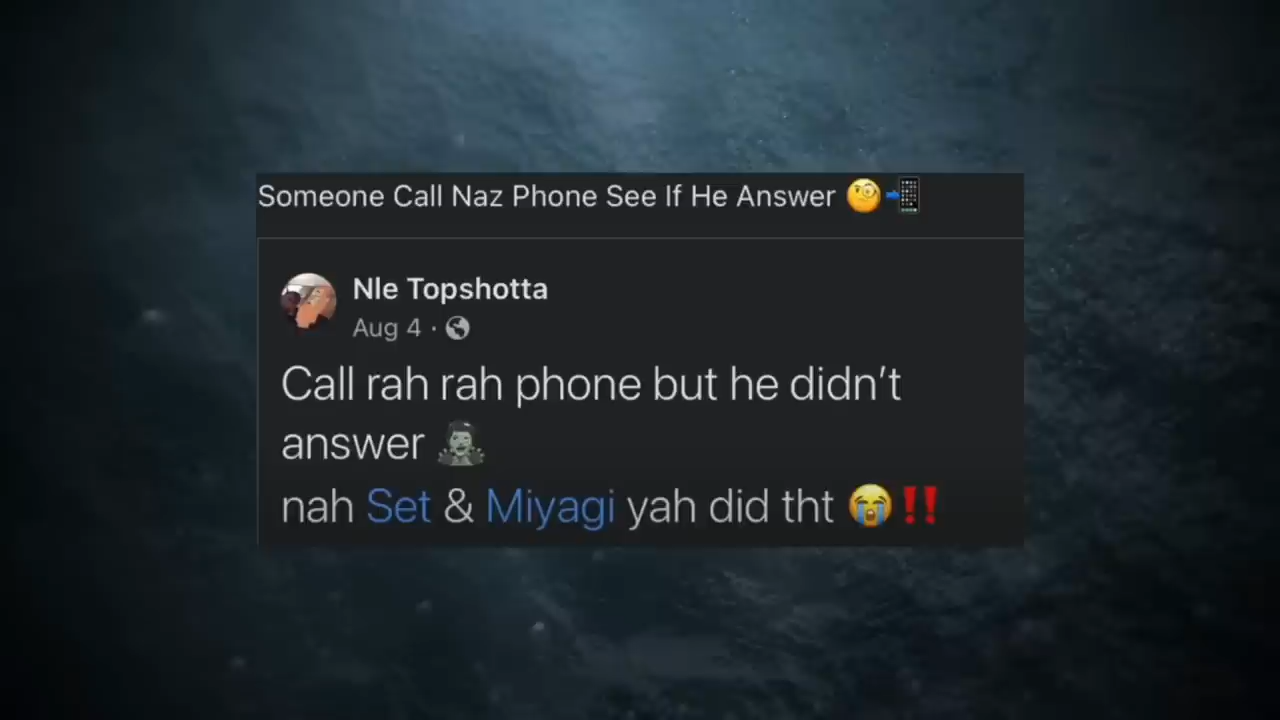 Someone Call Naz Phone See If He Answer 🧐📲
Nle Topshotta
Aug 4 ·
Call rah rah phone but he didn't
answer 🧟‍♀️
nah Set & Miyagi yah did tht 😭‼️